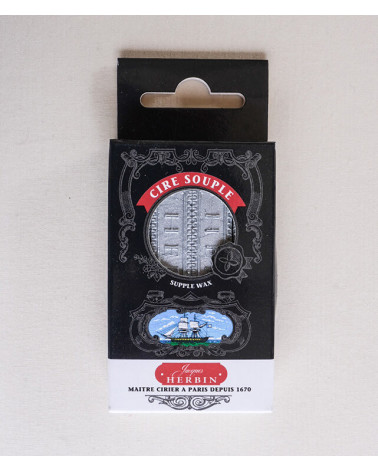 CIRE SOUPLE
SUPPLE WAX
Jacques
HERBIN
MAITRE CIRIER A PARIS DEPUIS 1670